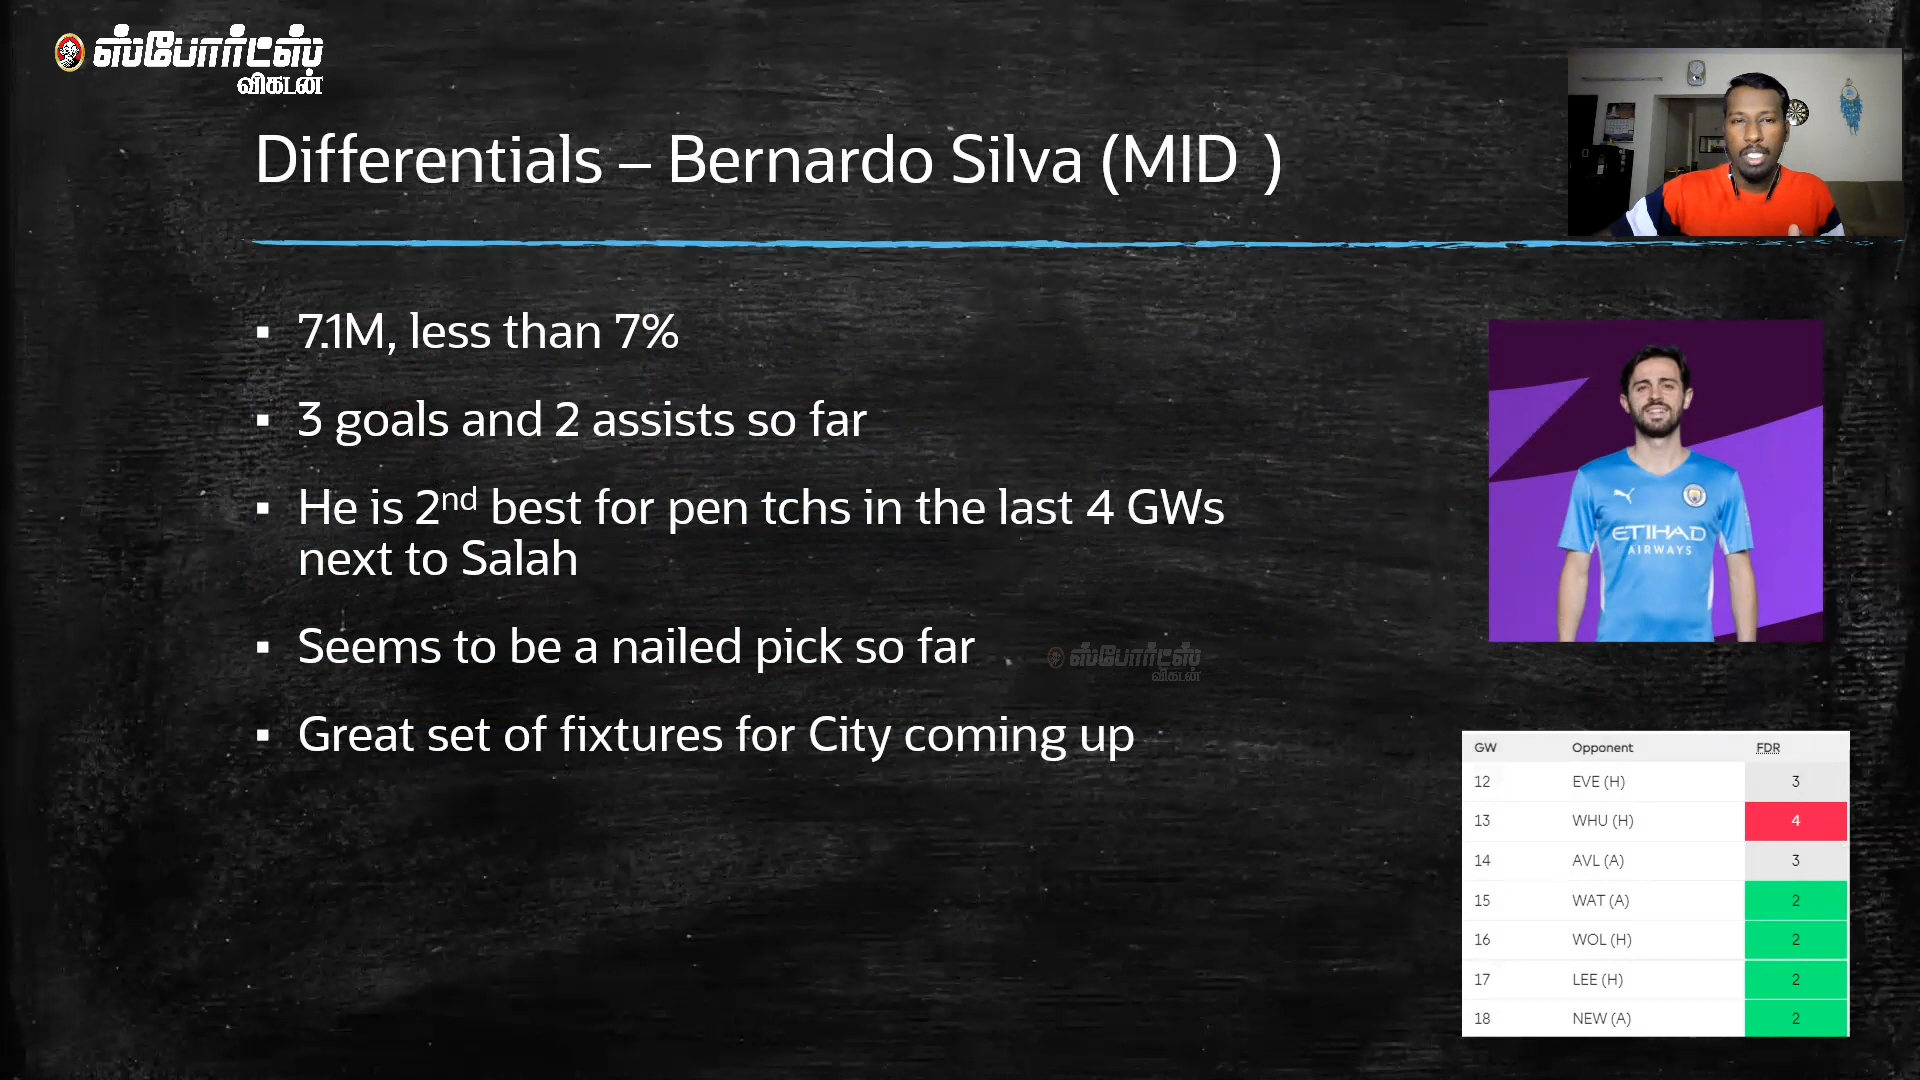 ஸ்போர்ட்ஸ்
விகடன்
Differentials – Bernardo Silva (MID )
▪ 7.1M, less than 7%
▪ 3 goals and 2 assists so far
▪ He is 2nd best for pen tchs in the last 4 GWs
next to Salah
▪ Seems to be a nailed pick so far
▪ Great set of fixtures for City coming up
ஸ்போர்ட்ஸ்
விகடன்
ETIHAD
AIRWAYS
GW Opponent FDR
12 EVE (H) 3
13 WHU (H) 4
14 AVL (A) 3
15 WAT (A) 2
16 WOL (H) 2
17 LEE (H) 2
18 NEW (A) 2